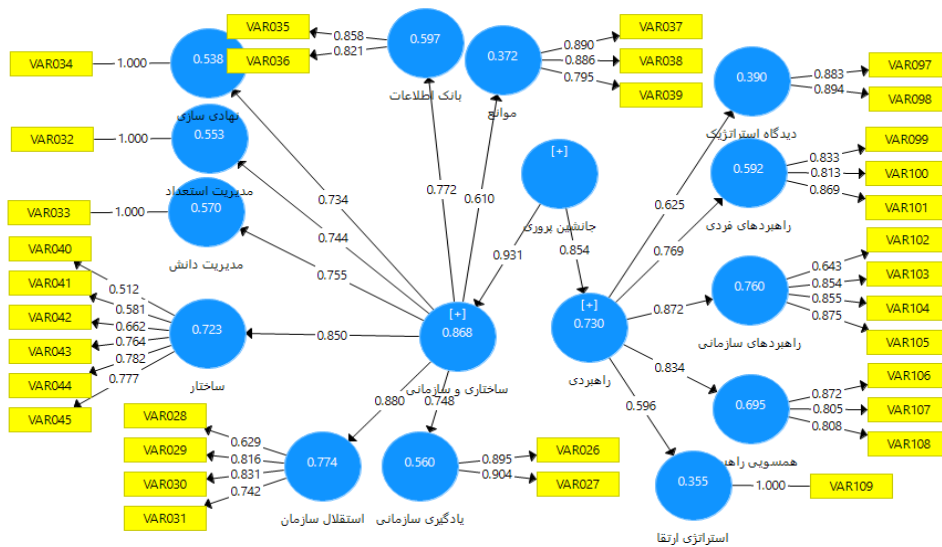 VAR035
VAR036
0.858
0.821
0.597
بانک اطلاعات
VAR034
1.000
0.538
نهادی سازی
VAR032
1.000
0.553
مدیریت استعداد
VAR033
1.000
0.570
مدیریت دانش
0.372
موانع
0.890
0.886
0.795
VAR037
VAR038
VAR039
[+]
جانشین پروری
0.931
0.854
0.734
0.744
0.755
0.772
0.610
0.850
0.880
0.748
[+]
0.868
ساختاری و سازمانی
VAR040
VAR041
VAR042
VAR043
VAR044
VAR045
0.512
0.581
0.662
0.764
0.782
0.777
0.723
ساختار
VAR028
VAR029
VAR030
VAR031
0.629
0.816
0.831
0.742
0.774
استقلال سازمان
0.560
یادگیری سازمانی
0.895
0.904
VAR026
VAR027
[+]
0.730
راهبردی
0.625
0.769
0.872
0.834
0.596
0.390
دیدگاه استراتژیک
0.883
0.894
VAR097
VAR098
0.592
راهبردهای فردی
0.833
0.813
0.869
VAR099
VAR100
VAR101
0.760
راهبردهای سازمانی
0.643
0.854
0.855
0.875
VAR102
VAR103
VAR104
VAR105
0.695
همسویی راهبر
0.872
0.805
0.808
VAR106
VAR107
VAR108
0.355
استراتژی ارتقا
1.000
VAR109